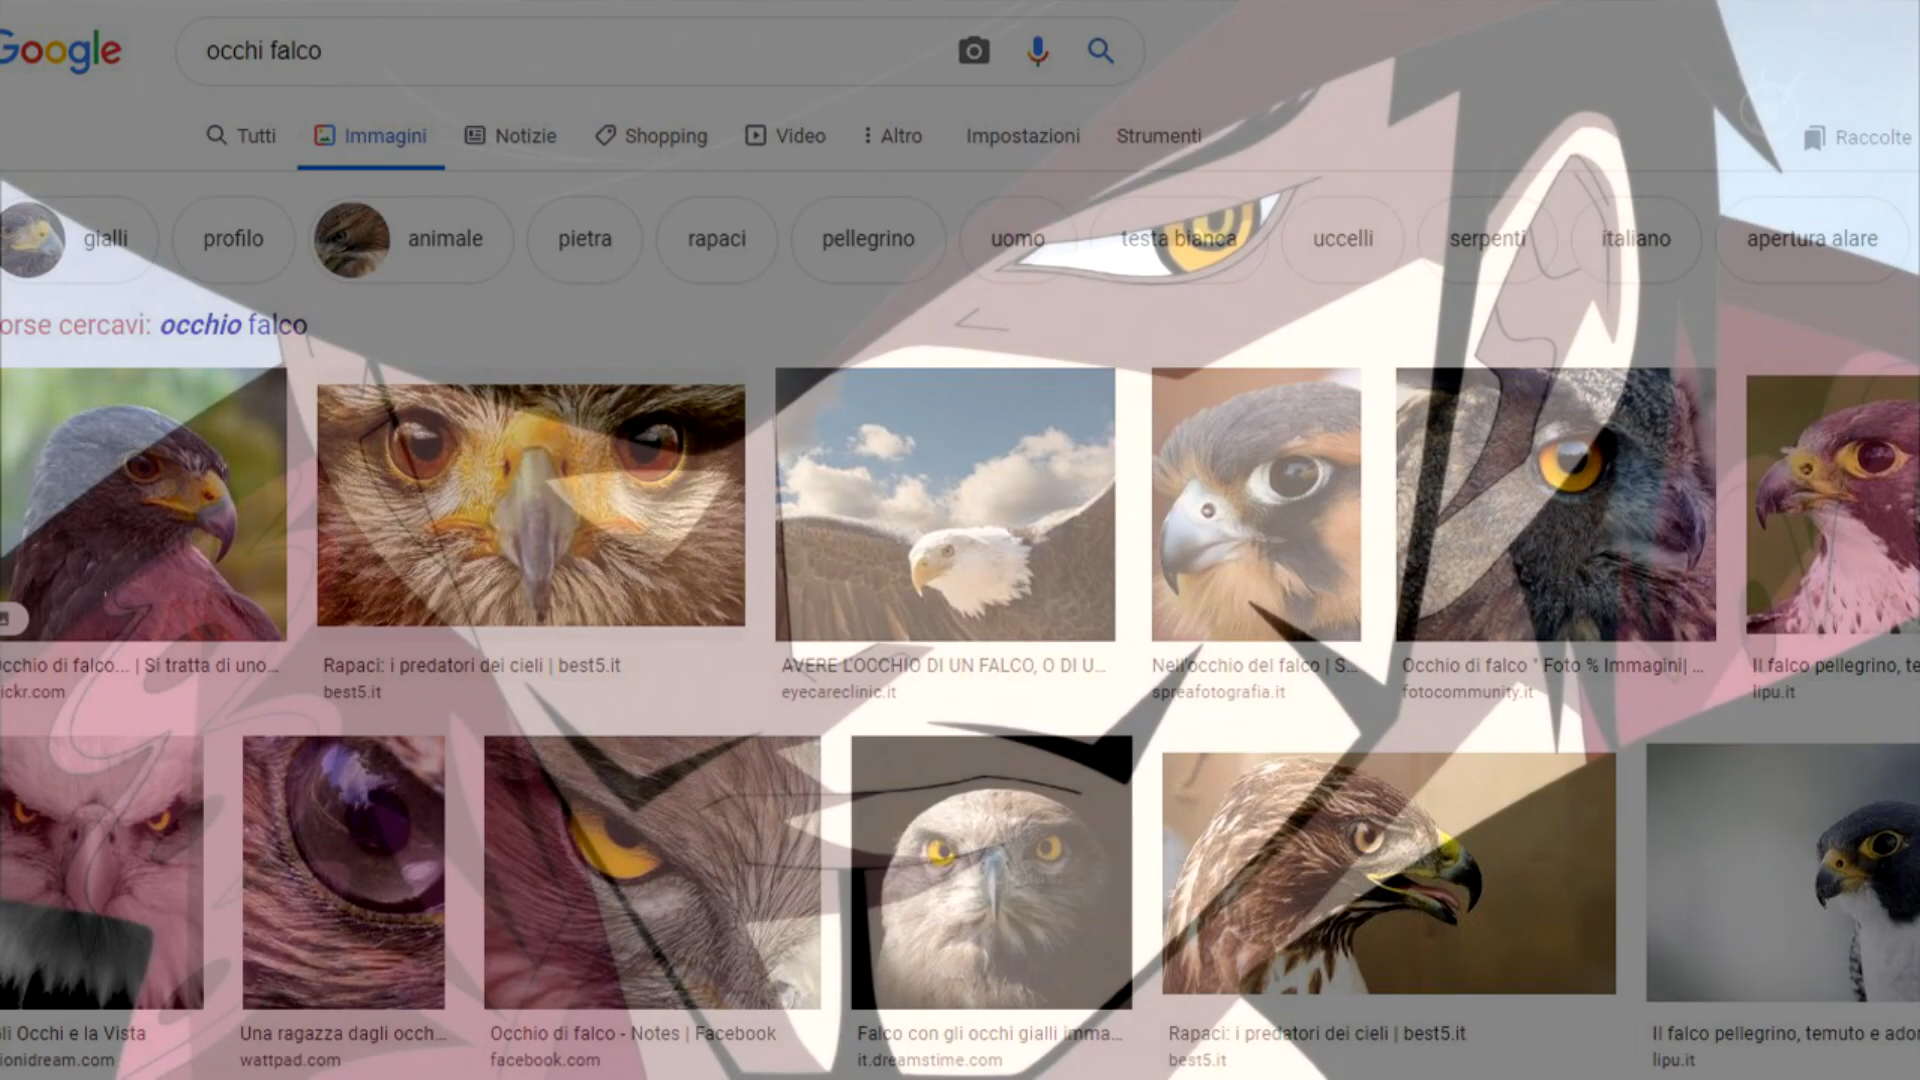 Google
occhi falco
Tutti Immagini Notizie Shopping Video Altro Impostazioni Strumenti Raccolte
gialli profilo animale pietra rapaci pellegrino uomo testa bianca uccelli serpenti italiano apertura alare
orse cercavi: occhio falco
cchio di falco... | Si tratta di uno... Rapaci: i predatori dei cieli | best5.it AVERE L'OCCHIO DI UN FALCO, O DI U... Nell'occhio del falco | S... Occhio di falco " Foto % Immagini| ... Il falco pellegrino, te
ickr.com best5.it eyecareclinic.it spreafotografia.it fotocommunity.it lipu.it
li Occhi e la Vista Una ragazza dagli occh... Occhio di falco - Notes | Facebook Falco con gli occhi gialli imma... Rapaci: i predatori dei cieli | best5.it Il falco pellegrino, temuto e ador
ionidream.com wattpad.com facebook.com it.dreamstime.com best5.it lipu.it